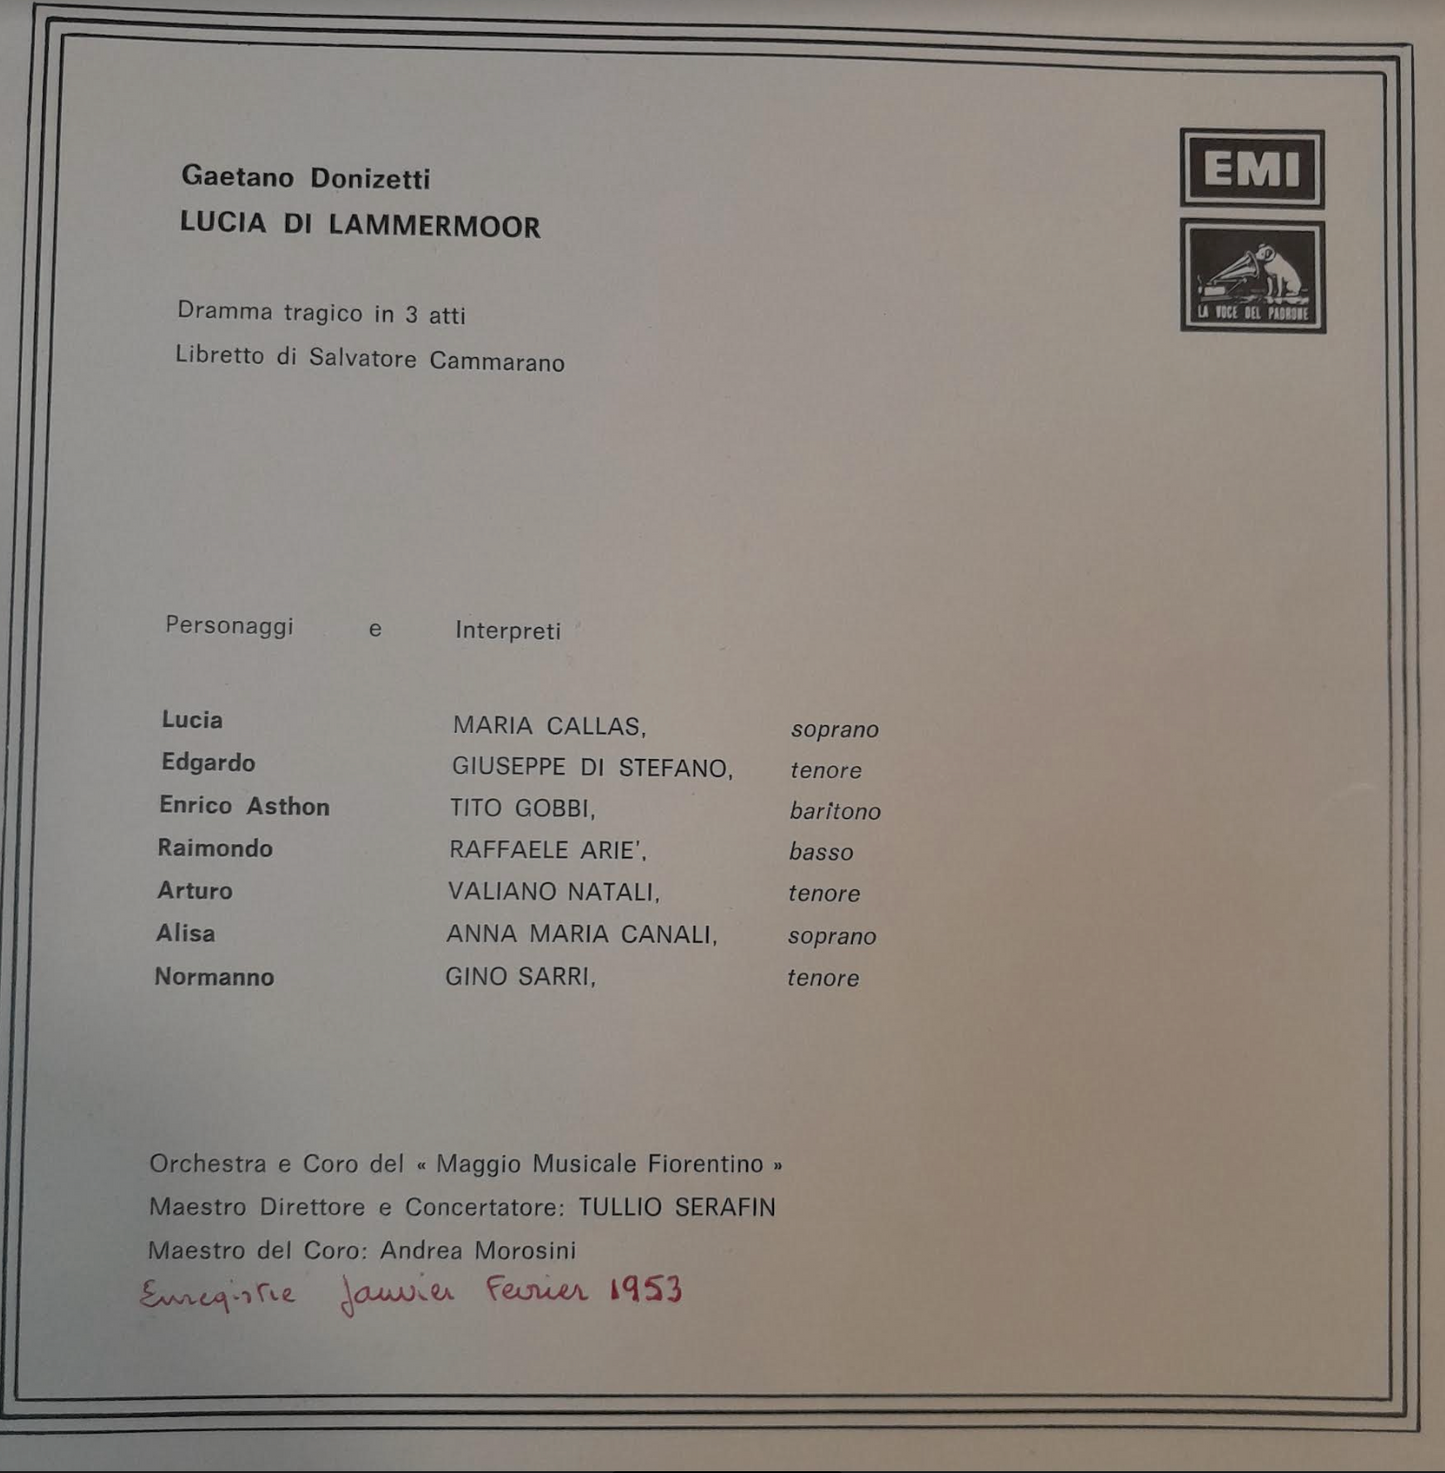 Gaetano Donizetti
LUCIA DI LAMMERMOOR
EMI
LA VOCE DEL PADRONE
Dramma tragico in 3 atti
Libretto di Salvatore Cammarano
Personaggi e Interpreti
Lucia MARIA CALLAS, soprano
Edgardo GIUSEPPE DI STEFANO, tenore
Enrico Asthon TITO GOBBI, baritono
Raimondo RAFFAELE ARIE', basso
Arturo VALIANO NATALI, tenore
Alisa ANNA MARIA CANALI, soprano
Normanno GINO SARRI, tenore
Orchestra e Coro del « Maggio Musicale Fiorentino »
Maestro Direttore e Concertatore: TULLIO SERAFIN
Maestro del Coro: Andrea Morosini
Enregistre Janvier Fevrier 1953